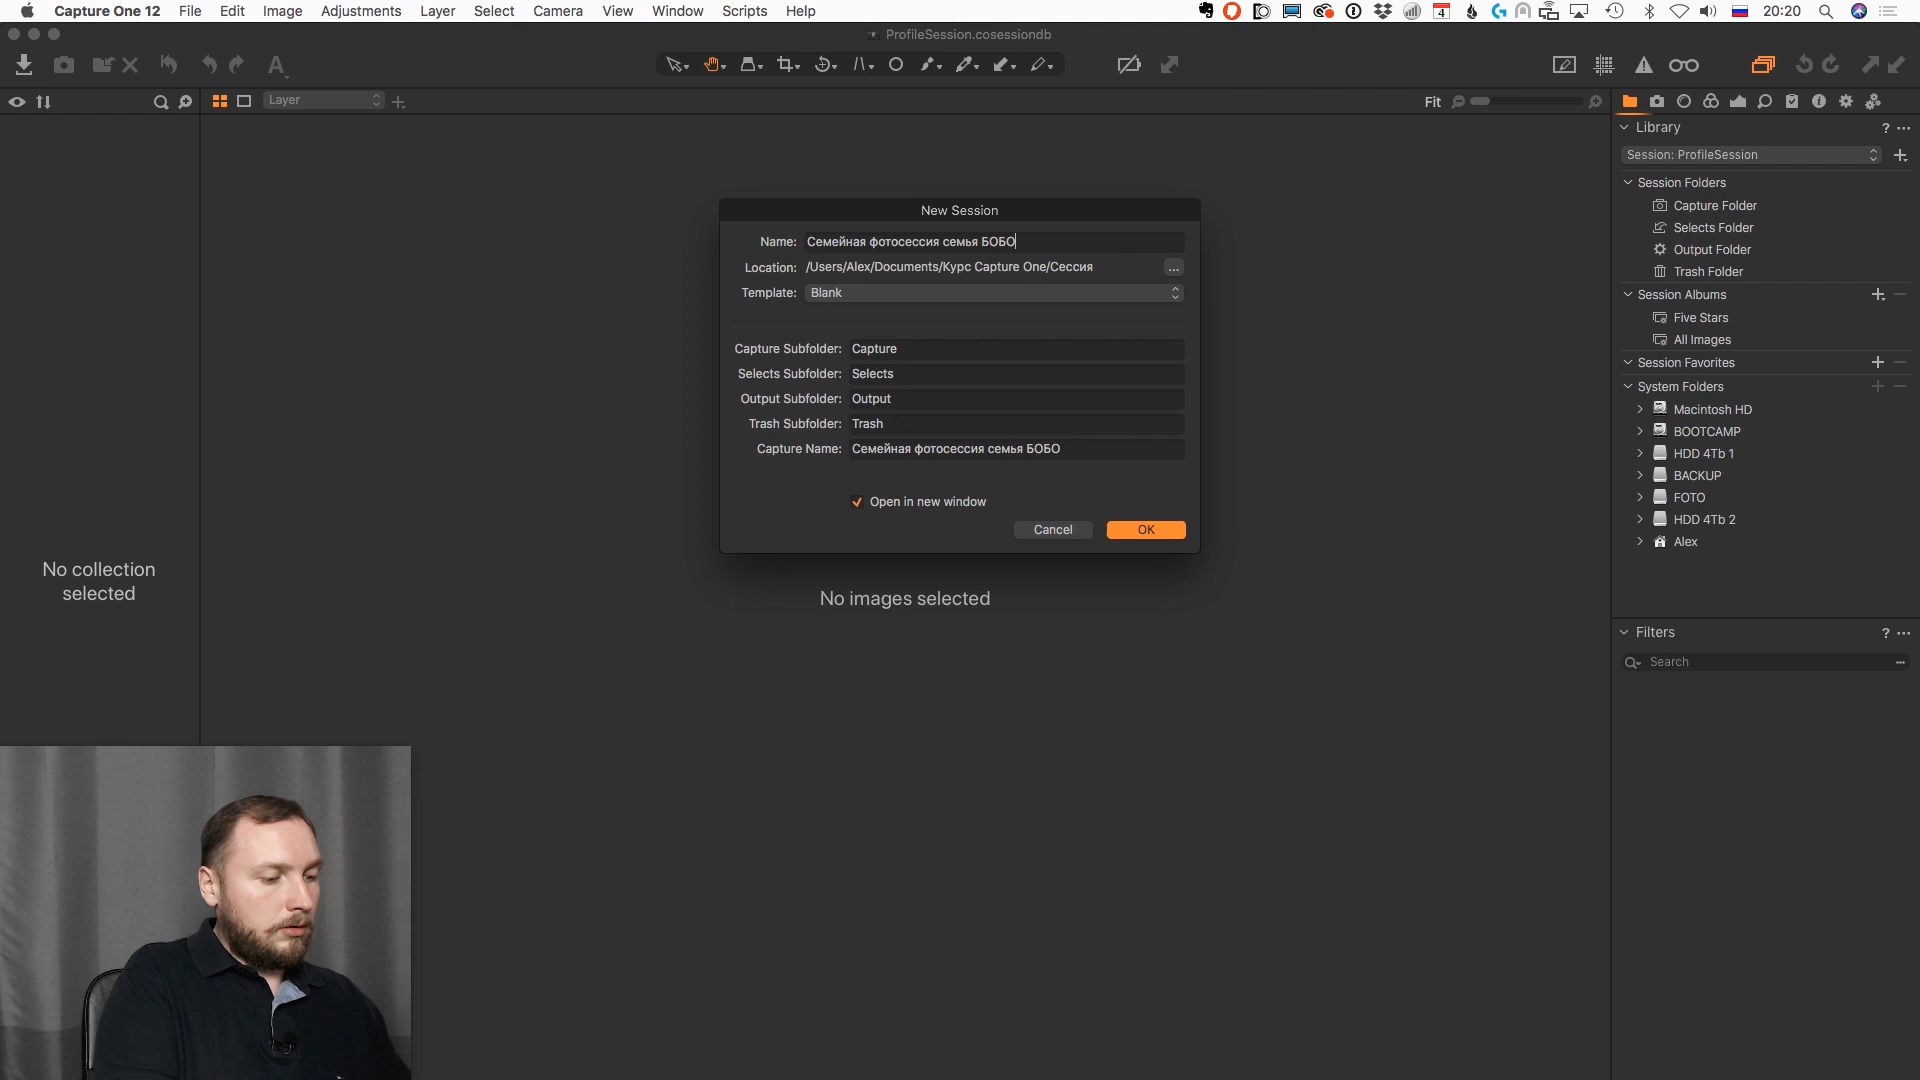 Capture One 12 File Edit Image Adjustments Layer Select Camera View Window Scripts Help 4 20:20
ProfileSession.cosessiondb
Layer
Fit
Library
Session: ProfileSession
Session Folders
Capture Folder
Selects Folder
Output Folder
Trash Folder
Session Albums
Five Stars
All Images
Session Favorites
System Folders
Macintosh HD
BOOTCAMP
HDD 4Tb 1
BACKUP
FOTO
HDD 4Tb 2
Alex
Filters
Search
New Session
Name: Семейная фотосессия семья БОБО
Location: /Users/Alex/Documents/Курс Capture One/Сессия ...
Template: Blank
Capture Subfolder: Capture
Selects Subfolder: Selects
Output Subfolder: Output
Trash Subfolder: Trash
Capture Name: Семейная фотосессия семья БОБО
Open in new window
Cancel OK
No collection
selected
No images selected